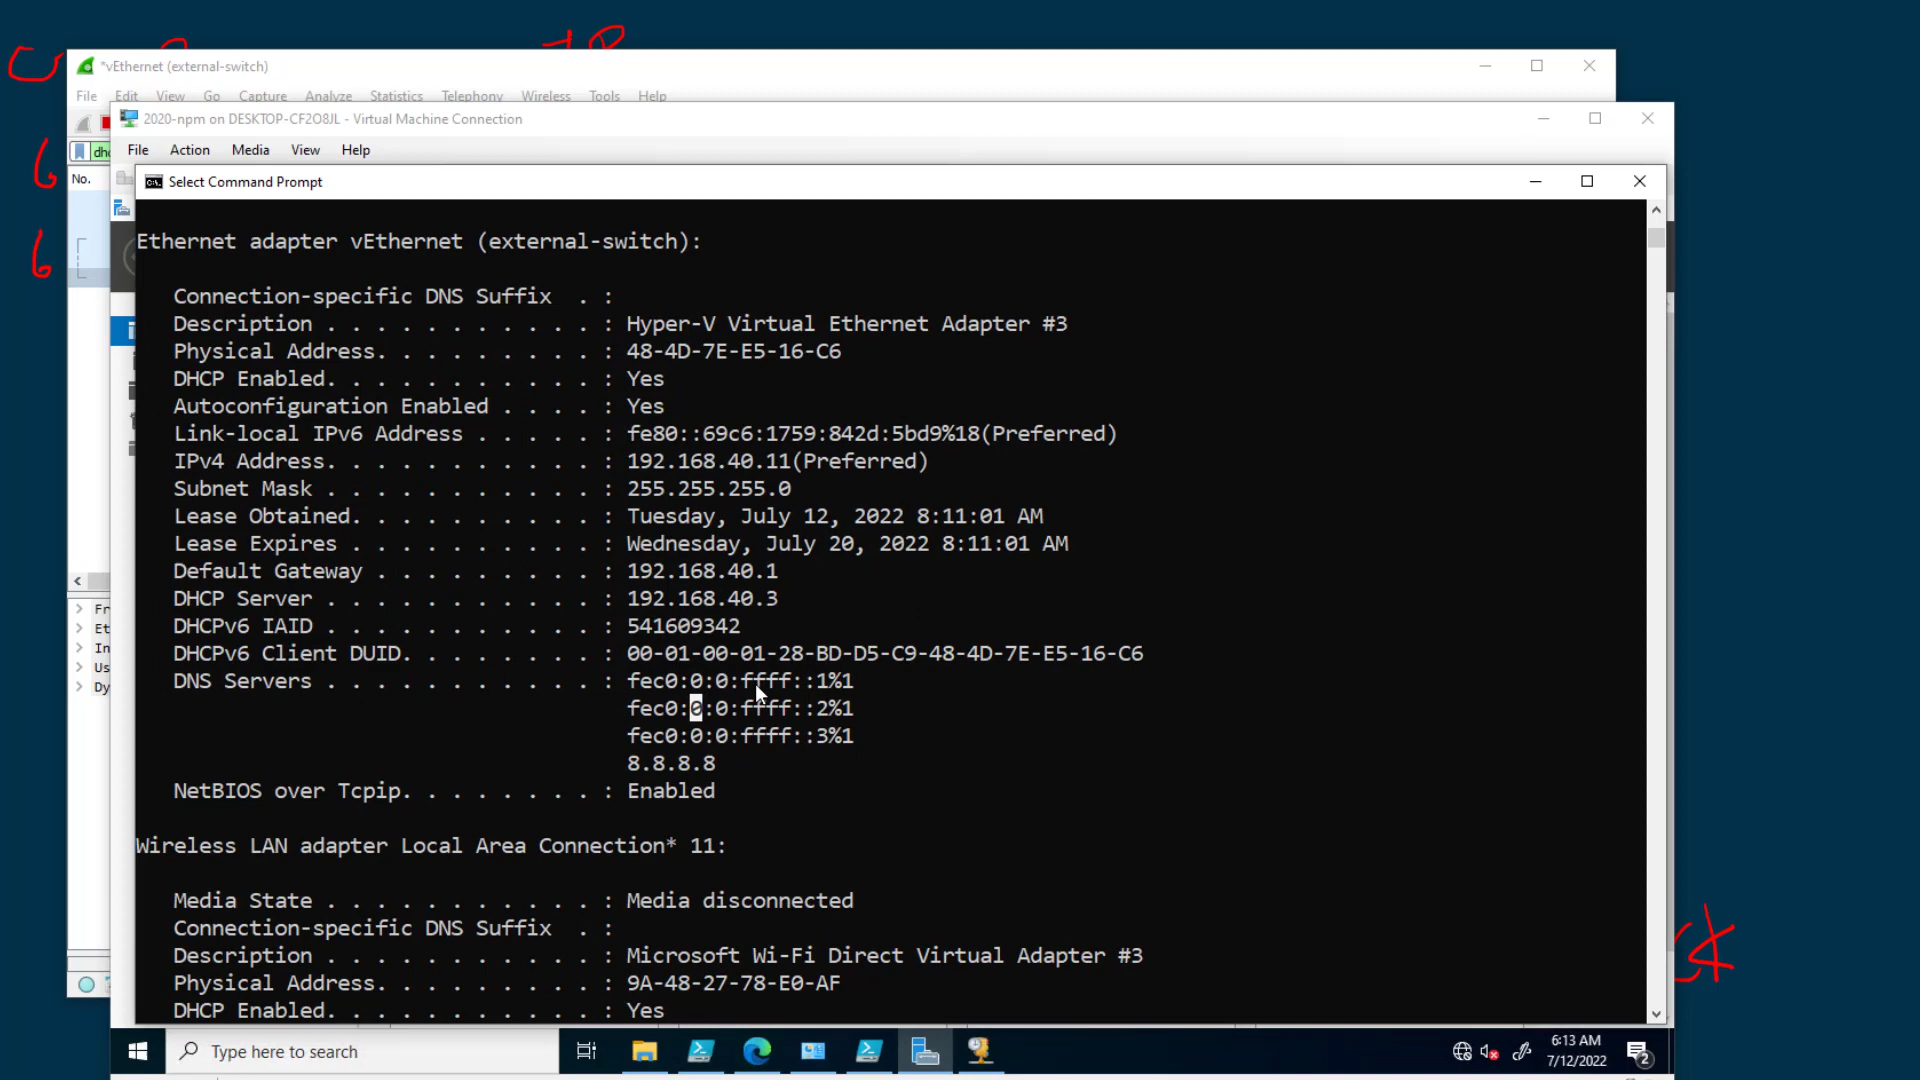 *vEthernet (external-switch)
File Edit View Go Capture Analyze Statistics Telephony Wireless Tools Help
2020-npm on DESKTOP-CF2O8JL - Virtual Machine Connection
File Action Media View Help
No.
Select Command Prompt
Ethernet adapter vEthernet (external-switch):
Connection-specific DNS Suffix . :
Description . . . . . . . . . . . : Hyper-V Virtual Ethernet Adapter #3
Physical Address. . . . . . . . . : 48-4D-7E-E5-16-C6
DHCP Enabled. . . . . . . . . . . : Yes
Autoconfiguration Enabled . . . . : Yes
Link-local IPv6 Address . . . . . : fe80::69c6:1759:842d:5bd9%18(Preferred)
IPv4 Address. . . . . . . . . . . : 192.168.40.11(Preferred)
Subnet Mask . . . . . . . . . . . : 255.255.255.0
Lease Obtained. . . . . . . . . . : Tuesday, July 12, 2022 8:11:01 AM
Lease Expires . . . . . . . . . . : Wednesday, July 20, 2022 8:11:01 AM
Default Gateway . . . . . . . . . : 192.168.40.1
DHCP Server . . . . . . . . . . . : 192.168.40.3
DHCPv6 IAID . . . . . . . . . . . : 541609342
DHCPv6 Client DUID. . . . . . . . : 00-01-00-01-28-BD-D5-C9-48-4D-7E-E5-16-C6
DNS Servers . . . . . . . . . . . : fec0:0:0:ffff::1%1
fec0:0:0:ffff::2%1
fec0:0:0:ffff::3%1
8.8.8.8
NetBIOS over Tcpip. . . . . . . . : Enabled
Wireless LAN adapter Local Area Connection* 11:
Media State . . . . . . . . . . . : Media disconnected
Connection-specific DNS Suffix . :
Description . . . . . . . . . . . : Microsoft Wi-Fi Direct Virtual Adapter #3
Physical Address. . . . . . . . . : 9A-48-27-78-E0-AF
DHCP Enabled. . . . . . . . . . . : Yes
Type here to search
6:13 AM
7/12/2022
2